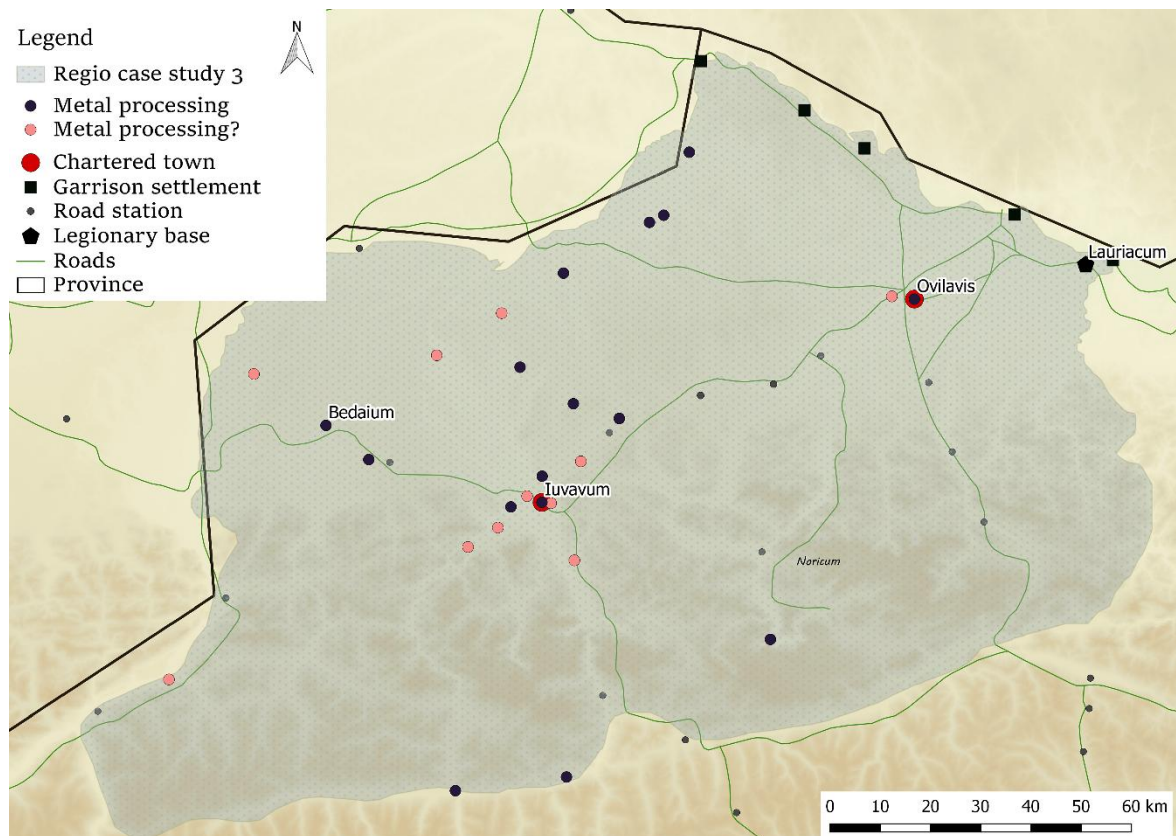 Legend
N
Regio case study 3
Metal processing
Metal processing?
Chartered town
Garrison settlement
Road station
Legionary base
Roads
Province
Lauriacum
Ovilavis
Bedaium
Iuvavum
Noricum
0 10 20 30 40 50 60 km